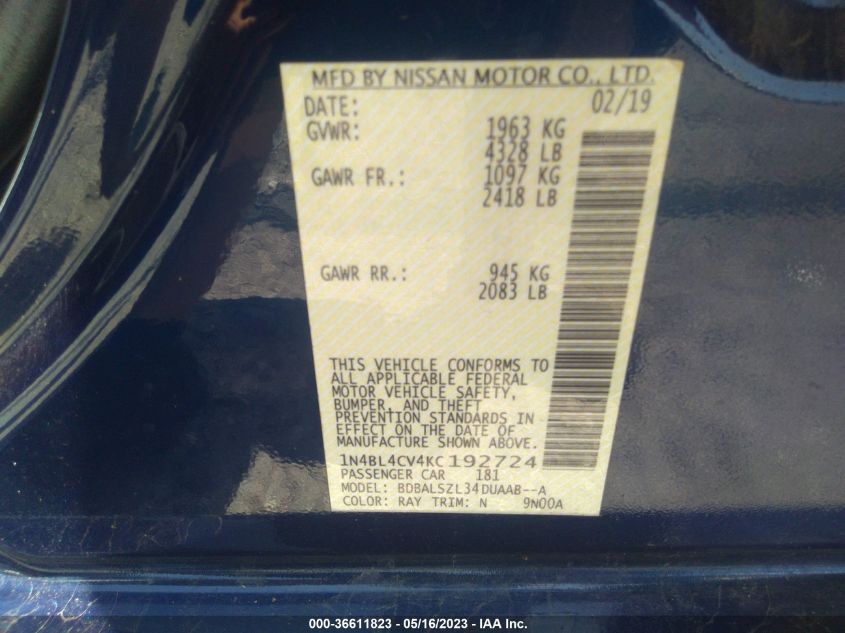 MFD BY NISSAN MOTOR CO., LTD.
DATE: 02/19
GVWR: 1963 KG
4328 LB
GAWR FR.: 1097 KG
2418 LB
GAWR RR.: 945 KG
2083 LB
THIS VEHICLE CONFORMS TO
ALL APPLICABLE FEDERAL
MOTOR VEHICLE SAFETY,
BUMPER, AND THEFT
PREVENTION STANDARDS IN
EFFECT ON THE DATE OF
MANUFACTURE SHOWN ABOVE.
1N4BL4CV4KC192724
PASSENGER CAR 181
MODEL: BDBALSZL34DUAAB--A
COLOR: RAY TRIM: N 9N00A
000-36611823 - 05/16/2023 - IAA Inc.